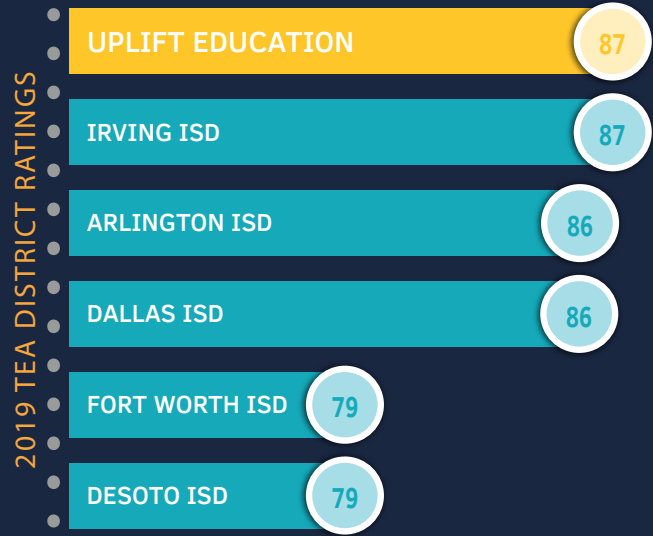 2019 TEA DISTRICT RATINGS
UPLIFT EDUCATION 87
IRVING ISD 87
ARLINGTON ISD 86
DALLAS ISD 86
FORT WORTH ISD 79
DESOTO ISD 79